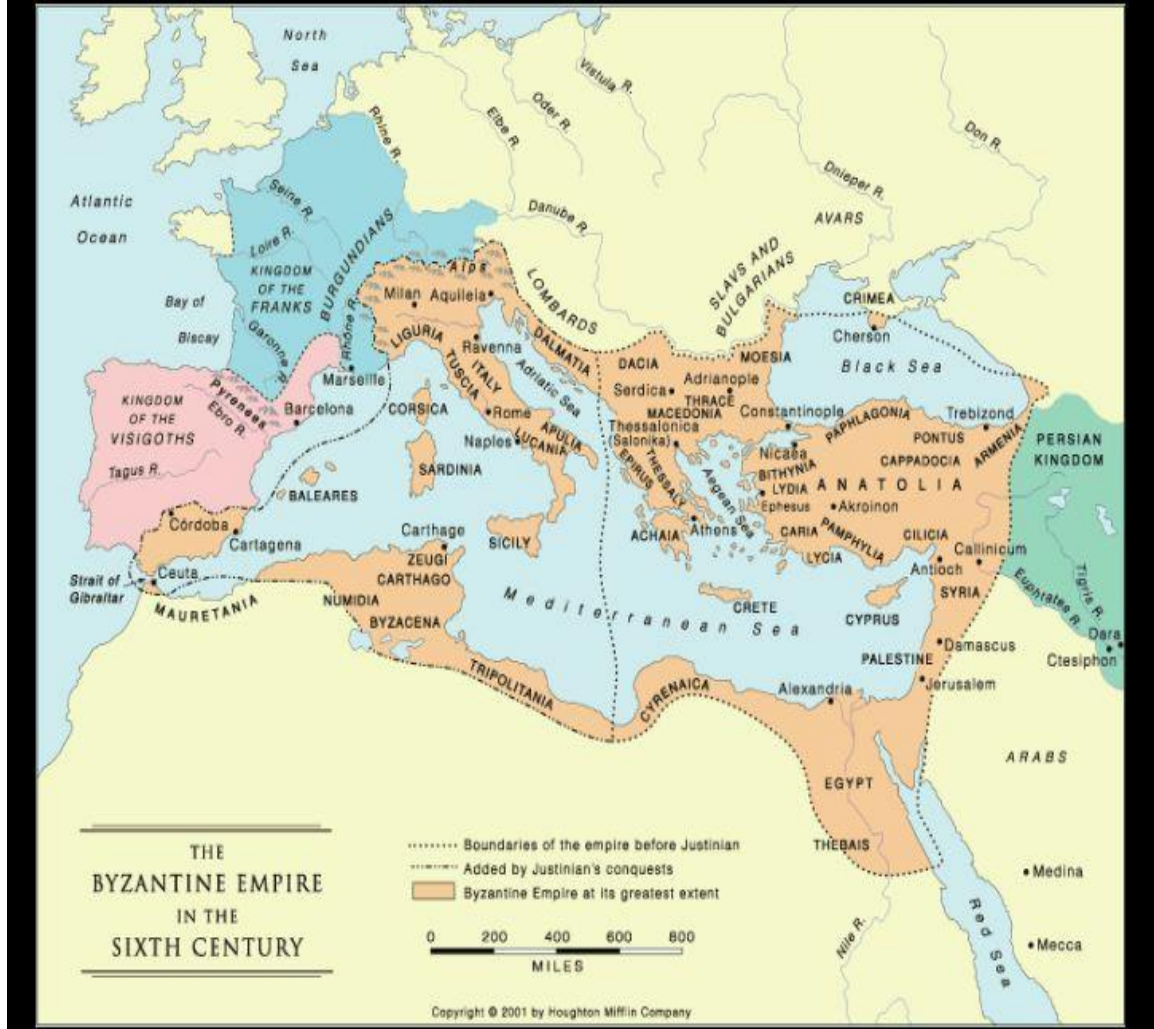 North
Sea
Vistula R.
Oder R.
Elbe R.
Rhine R.
Don R.
Dnieper R.
Atlantic
Ocean
Seine R.
Danube R.
AVARS
Loire R.
KINGDOM
OF THE
FRANKS
BURGUNDIANS
Alps
LOMBARDS
SLAVS AND
BULGARIANS
Bay of
Biscay
Garonne R.
Rhône R.
Milan
Aquileia
CRIMEA
Cherson
LIGURIA
Ravenna
DALMATIA
DACIA
MOESIA
Black Sea
Marseille
TUSCIA
ITALY
Adriatic Sea
Serdica
Adrianople
THRACE
KINGDOM
OF THE
VISIGOTHS
Pyrenees
Ebro R.
Barcelona
CORSICA
Rome
MACEDONIA
Constantinople
PAPHLAGONIA
Trebizond
Thessalonica
(Salonika)
Naples
LUCANIA
APULIA
Nicaea
PONTUS
ARMENIA
PERSIAN
KINGDOM
Tagus R.
SARDINIA
EPIRUS
THESSALY
Aegean Sea
BITHYNIA
CAPPADOCIA
BALEARES
LYDIA
ANATOLIA
Ephesus
Akroinon
Córdoba
Cartagena
Carthage
SICILY
ACHAIA
Athens
CARIA
PAMPHYLIA
CILICIA
Callinicum
ZEUGI
CARTHAGO
LYCIA
Antioch
Strait of
Gibraltar
Ceuta
MAURETANIA
NUMIDIA
Mediterranean Sea
CRETE
CYPRUS
SYRIA
Euphratee R.
Tigris R.
BYZACENA
Dara
Ctesiphon
PALESTINE
Damascus
TRIPOLITANIA
CYRENAICA
Alexandria
Jerusalem
ARABS
EGYPT
THEBAIS
Medina
Nile R.
Red Sea
Mecca
THE
BYZANTINE EMPIRE
IN THE
SIXTH CENTURY
Boundaries of the empire before Justinian
Added by Justinian's conquests
Byzantine Empire at its greatest extent
0 200 400 600 800
MILES
Copyright © 2001 by Houghton Mifflin Company